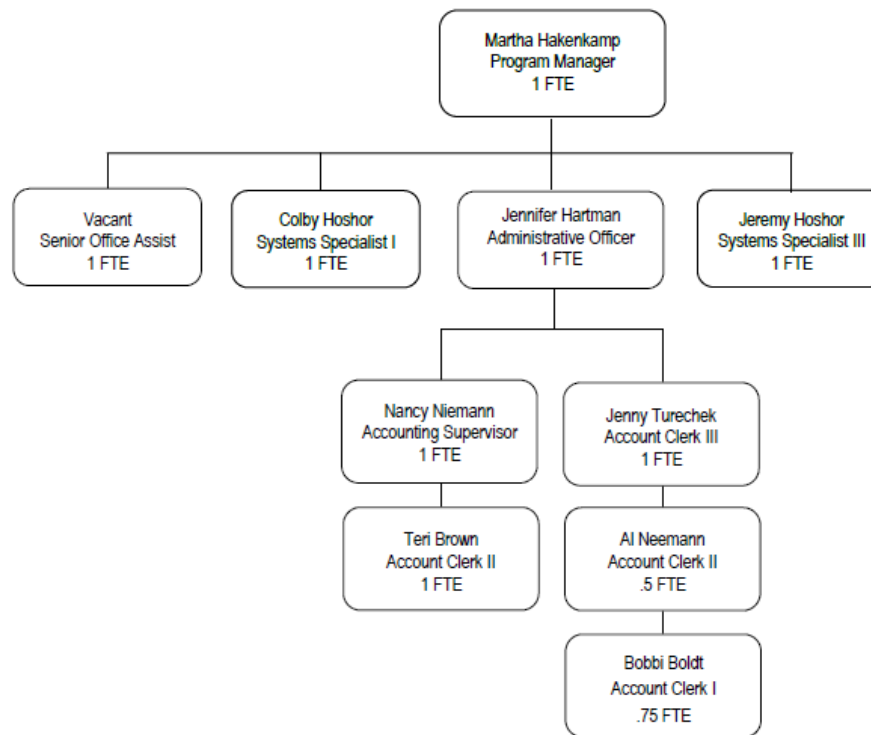 Martha Hakenkamp
Program Manager
1 FTE
Vacant
Senior Office Assist
1 FTE
Colby Hoshor
Systems Specialist I
1 FTE
Jennifer Hartman
Administrative Officer
1 FTE
Jeremy Hoshor
Systems Specialist III
1 FTE
Nancy Niemann
Accounting Supervisor
1 FTE
Jenny Turechek
Account Clerk III
1 FTE
Teri Brown
Account Clerk II
1 FTE
Al Neemann
Account Clerk II
.5 FTE
Bobbi Boldt
Account Clerk I
.75 FTE